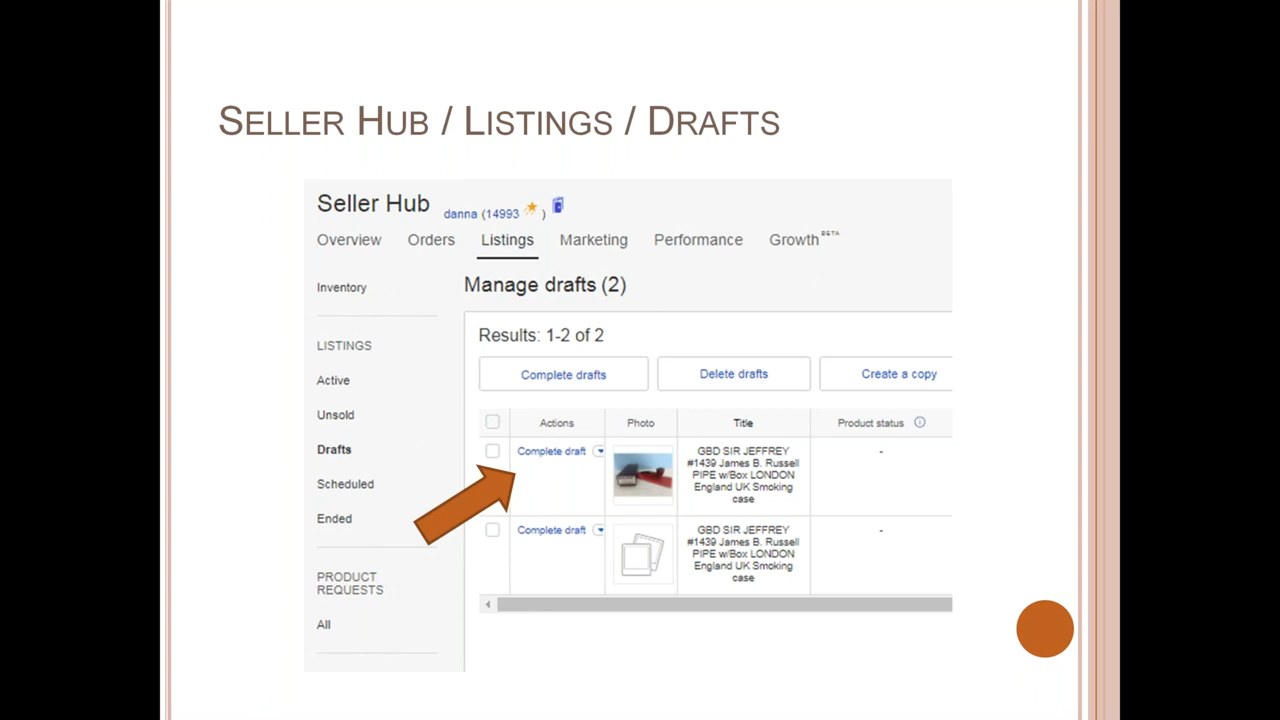 SELLER HUB / LISTINGS / DRAFTS
Seller Hub danna (14993 )
Overview Orders Listings Marketing Performance Growth BETA
Inventory
Manage drafts (2)
Results: 1-2 of 2
LISTINGS
Complete drafts Delete drafts Create a copy
Active
Unsold
Actions Photo Title Product status
Drafts
Complete draft
GBD SIR JEFFREY
#1439 James B. Russell
PIPE w/Box LONDON
England UK Smoking
case
-
Scheduled
Ended
Complete draft
GBD SIR JEFFREY
#1439 James B. Russell
PIPE w/Box LONDON
England UK Smoking
case
-
PRODUCT
REQUESTS
All